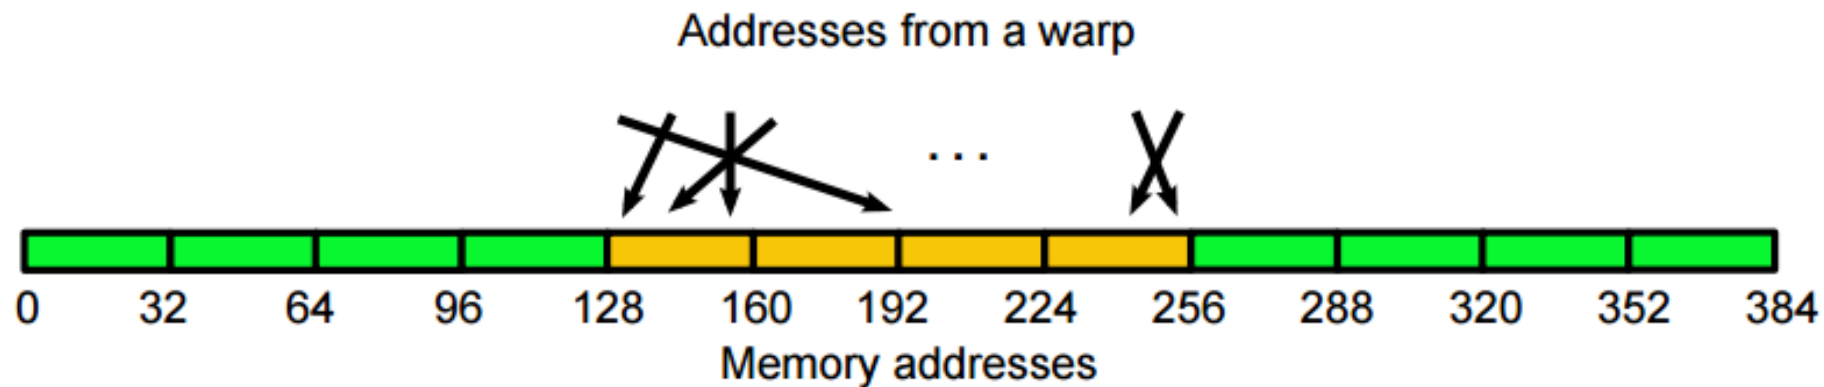 Addresses from a warp
. . .
0 32 64 96 128 160 192 224 256 288 320 352 384
Memory addresses